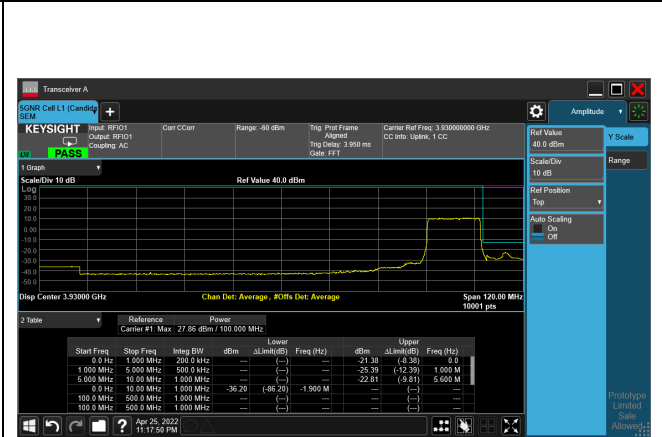 Transceiver A
5GNR Cell L1 (Candida
SEM
+
Amplitude
KEYSIGHT
PASS
Input: RFIO1
Output: RFIO1
Coupling: AC
Corr CCorr
Range: -60 dBm
Trig: Prot Frame
Aligned
Trig Delay: 3.950 ms
Gate: FFT
Carrier Ref Freq: 3.930000000 GHz
CC Info: Uplink, 1 CC
Ref Value
40.0 dBm
Y Scale
Scale/Div
10 dB
Range
Ref Position
Top
Auto Scaling
On
Off
1 Graph
Scale/Div 10 dB
Ref Value 40.0 dBm
Log
30.0
20.0
10.0
0.00
-10.0
-20.0
-30.0
-40.0
-50.0
Disp Center 3.93000 GHz
Chan Det: Average, #Offs Det: Average
Span 120.00 MHz
10001 pts
2 Table
Reference Power
Carrier #1: Max 27.86 dBm / 100.000 MHz
Lower Upper
Start Freq Stop Freq Integ BW dBm ΔLimit(dB) Freq (Hz) dBm ΔLimit(dB) Freq (Hz)
0.0 Hz 1.000 MHz 200.0 kHz --- (---) --- -21.38 (-8.38) 0.0
1.000 MHz 5.000 MHz 500.0 kHz --- (---) --- -25.39 (-12.39) 1.000 M
5.000 MHz 10.00 MHz 1.000 MHz --- (---) --- -22.81 (-9.81) 5.600 M
0.0 Hz 10.00 MHz 1.000 MHz -36.20 (-86.20) -1.900 M --- (---) ---
100.0 MHz 500.0 MHz 1.000 MHz --- (---) --- --- (---) ---
100.0 MHz 500.0 MHz 1.000 MHz --- (---) --- --- (---) ---
Prototype
Limited
Sale
Allowed
?
Apr 25, 2022
11:17:50 PM